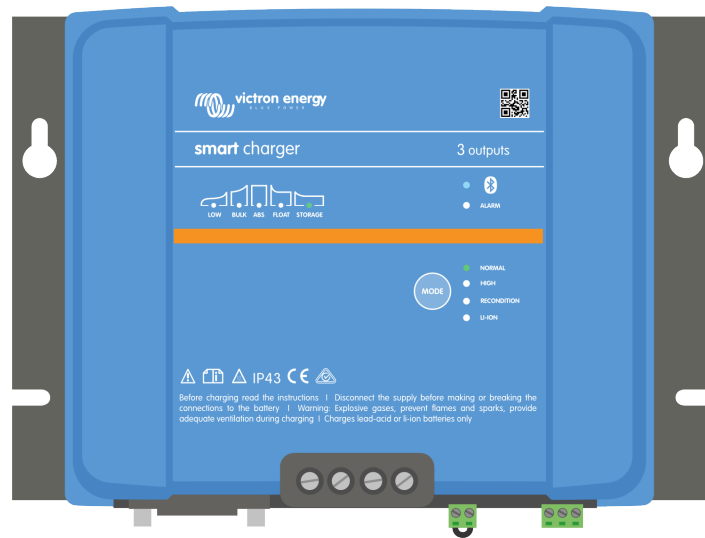 victron energy
BLUE POWER
smart charger
3 outputs
LOW BULK ABS FLOAT STORAGE
ALARM
NORMAL
HIGH
MODE
RECONDITION
LI-ION
IP43 CE
Before charging read the instructions I Disconnect the supply before making or breaking the
connections to the battery I Warning: Explosive gases, prevent flames and sparks, provide
adequate ventilation during charging I Charges lead-acid or li-ion batteries only